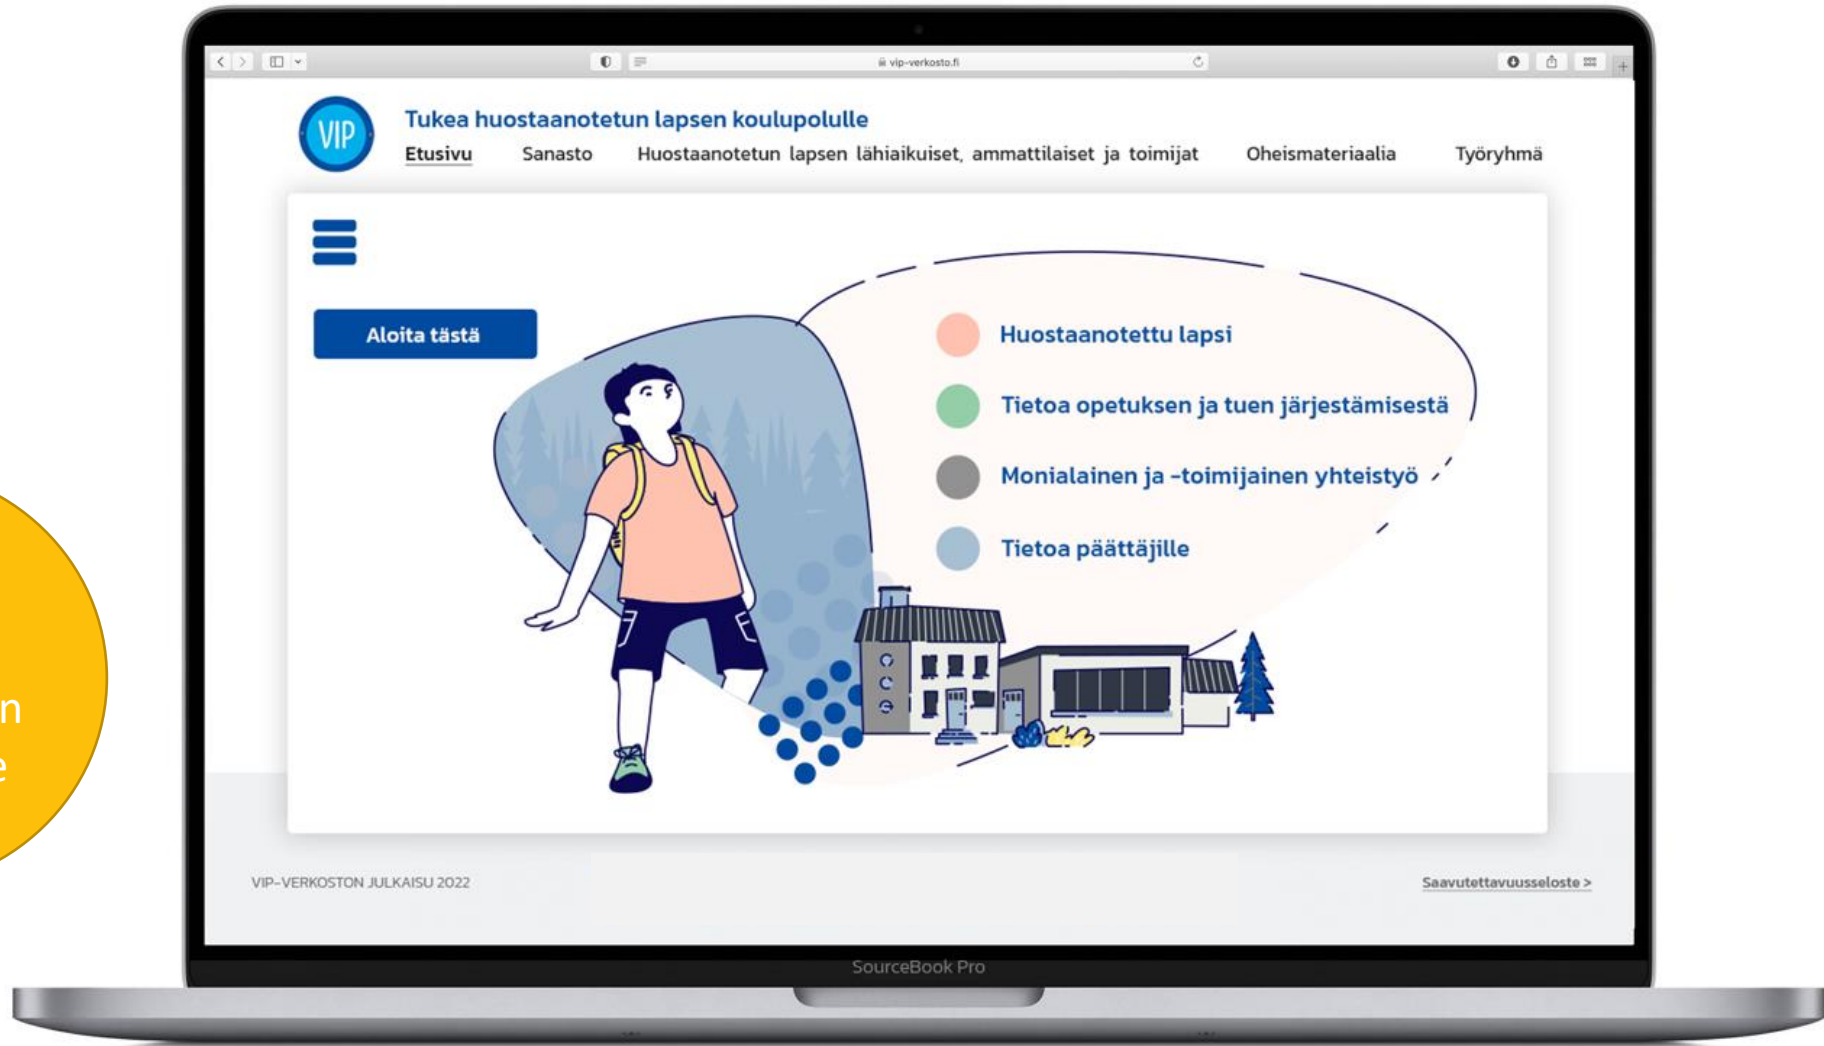 vip-verkosto.fi
VIP
Tukea huostaanotetun lapsen koulupolulle
Etusivu Sanasto Huostaanotetun lapsen lähiaikuiset, ammattilaiset ja toimijat Oheismateriaalia Työryhmä
Aloita tästä
Huostaanotettu lapsi
Tietoa opetuksen ja tuen järjestämisestä
Monialainen ja -toimijainen yhteistyö
Tietoa päättäjille
VIP-VERKOSTON JULKAISU 2022
Saavutettavuusseloste >
SourceBook Pro